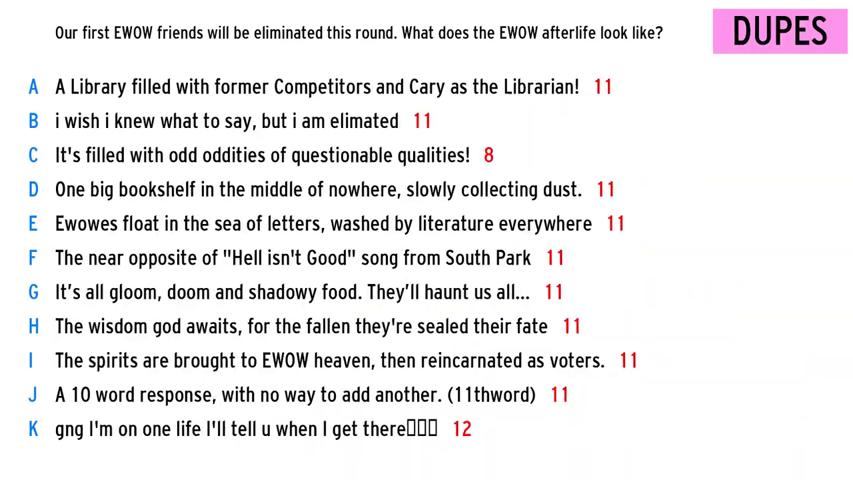 Our first EWOW friends will be eliminated this round. What does the EWOW afterlife look like?
DUPES
A A Library filled with former Competitors and Cary as the Librarian! 11
B i wish i knew what to say, but i am elimated 11
C It's filled with odd oddities of questionable qualities! 8
D One big bookshelf in the middle of nowhere, slowly collecting dust. 11
E Ewowes float in the sea of letters, washed by literature everywhere 11
F The near opposite of "Hell isn't Good" song from South Park 11
G It’s all gloom, doom and shadowy food. They’ll haunt us all... 11
H The wisdom god awaits, for the fallen they're sealed their fate 11
I The spirits are brought to EWOW heaven, then reincarnated as voters. 11
J A 10 word response, with no way to add another. (11thword) 11
K gng I'm on one life I'll tell u when I get there▯▯▯ 12